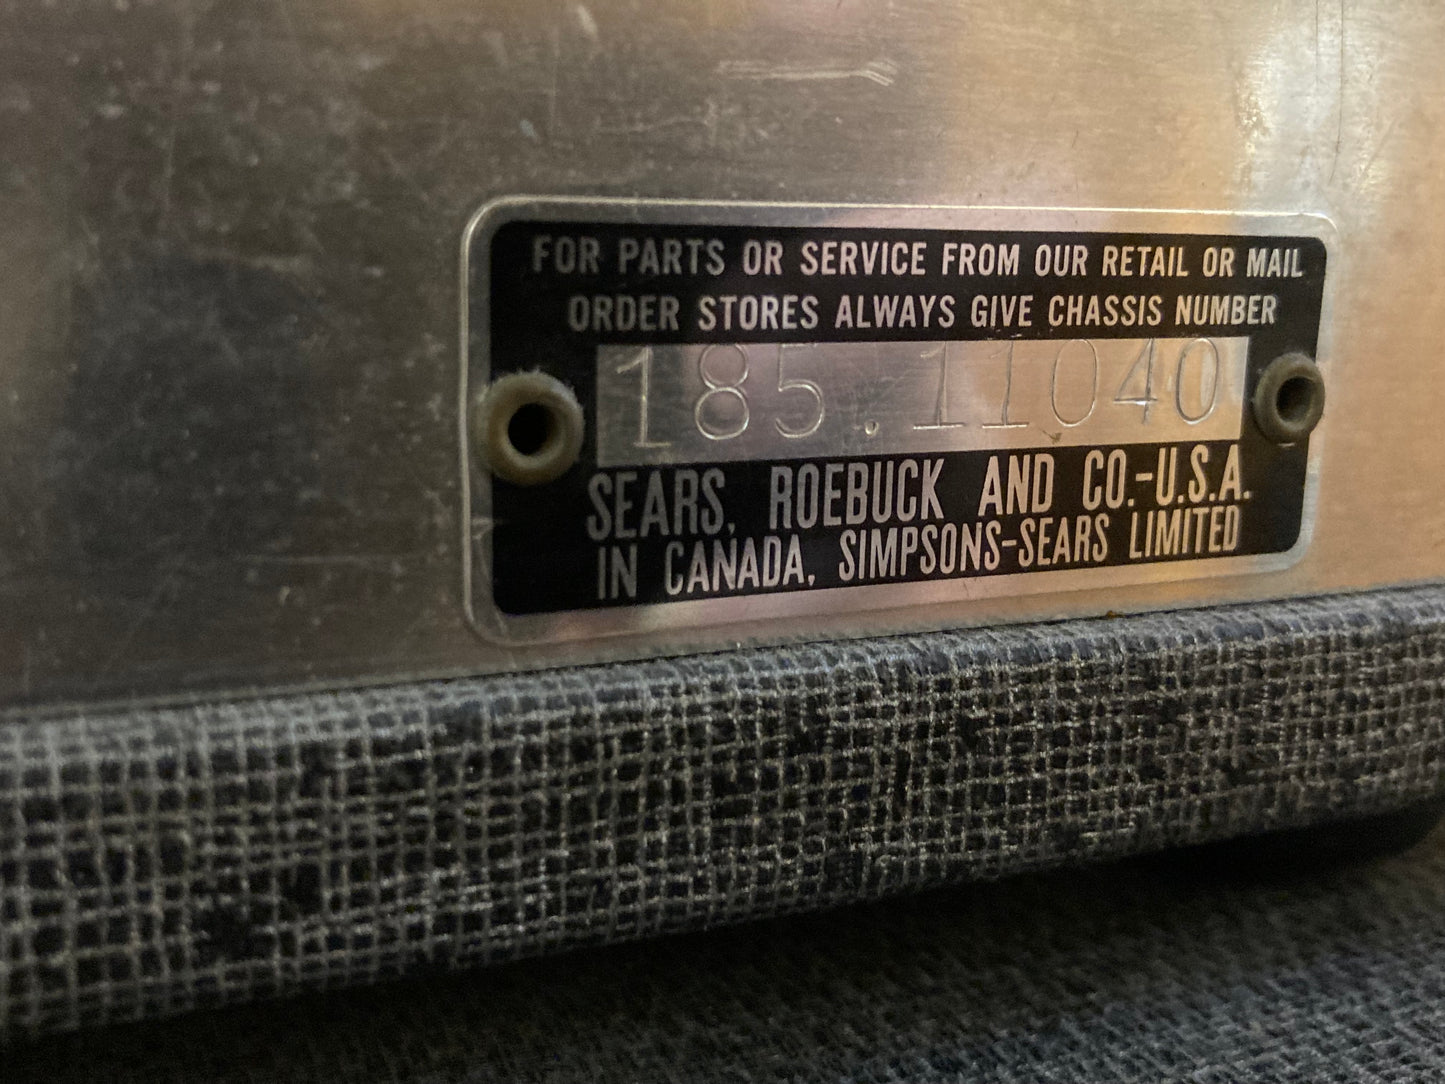 FOR PARTS OR SERVICE FROM OUR RETAIL OR MAIL
ORDER STORES ALWAYS GIVE CHASSIS NUMBER
185.11040
SEARS, ROEBUCK AND CO.-U.S.A.
IN CANADA, SIMPSONS-SEARS LIMITED